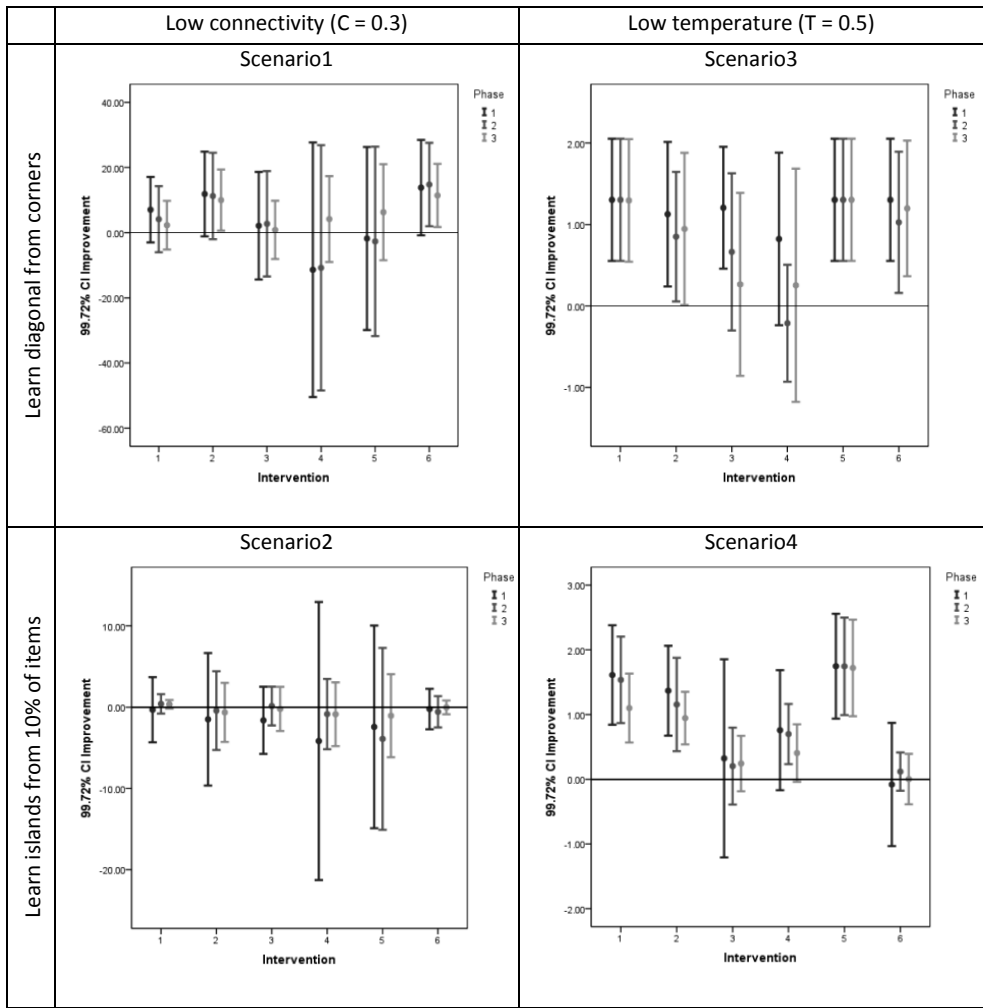 Low connectivity (C = 0.3)
Low temperature (T = 0.5)
Learn diagonal from corners
Scenario1
Phase
1
2
3
99.72% CI Improvement
40.00
20.00
0.00
-20.00
-40.00
-60.00
1 2 3 4 5 6
Intervention
Scenario3
Phase
1
2
3
99.72% CI Improvement
2.00
1.00
0.00
-1.00
1 2 3 4 5 6
Intervention
Learn islands from 10% of items
Scenario2
Phase
1
2
3
99.72% CI Improvement
10.00
0.00
-10.00
-20.00
1 2 3 4 5 6
Intervention
Scenario4
Phase
1
2
3
99.72% CI Improvement
3.00
2.00
1.00
0.00
-1.00
-2.00
1 2 3 4 5 6
Intervention